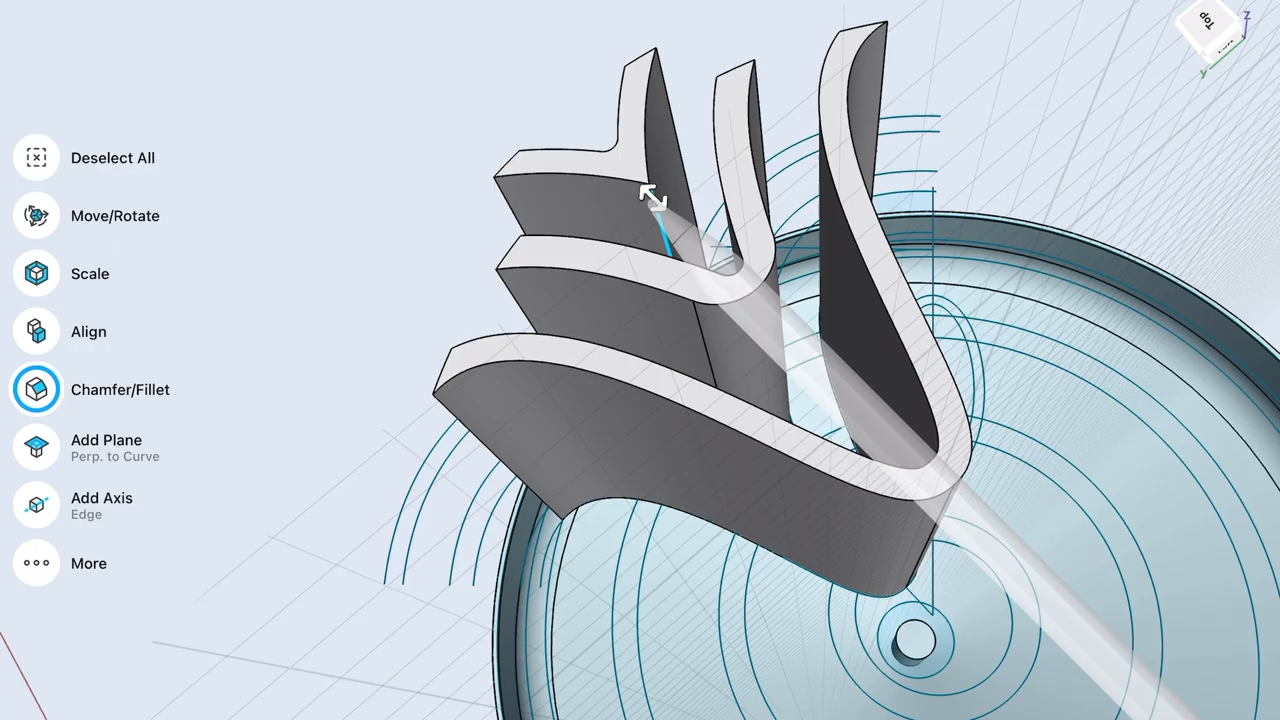 Top
Z
Y
Deselect All
Move/Rotate
Scale
Align
Chamfer/Fillet
Add Plane
Perp. to Curve
Add Axis
Edge
More